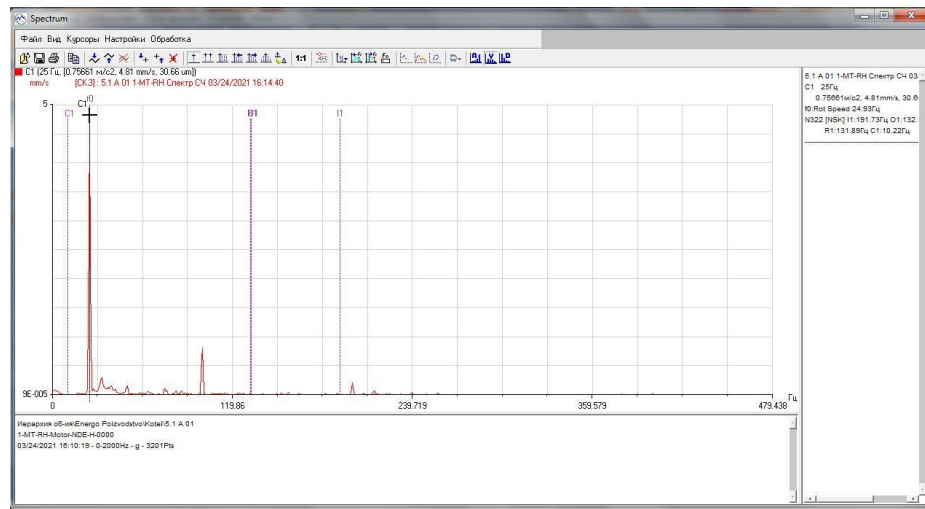 Spectrum
Файл Вид Курсоры Настройки Обработка
1:1
C1 (25 Гц, [0.75661 м/с2, 4.81 mm/s, 30.66 um])
mm/s [СКЗ] : 5.1 A 01 1-MT-RH Спектр СЧ 03/24/2021 16:14:40
5
C1
C1 f0
B1
I1
9E-005
0
119.86
239.719
359.579
479.438
Гц
5.1 A 01 1-MT-RH Спектр СЧ 03.
C1 25Гц
0.75661м/с2, 4.81mm/s, 30.6
f0:Rot Speed 24.93Гц
N322 [NSK] I1:191.73Гц O1:132.
R1:131.89Гц C1:10.22Гц
Иерархия об-ия\Energo Poizvodstvo\Kotel\5.1 A 01
1-MT-RH-Motor-NDE-H-0000
03/24/2021 16:10:19 - 0-2000Hz - g - 3201Pts